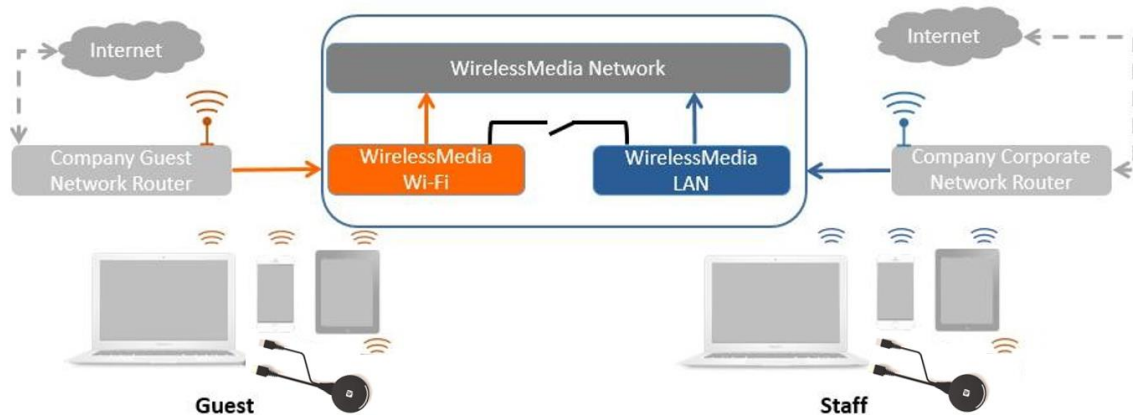 Internet
Internet
WirelessMedia Network
Company Guest
Network Router
WirelessMedia
Wi-Fi
WirelessMedia
LAN
Company Corporate
Network Router
Guest
Staff